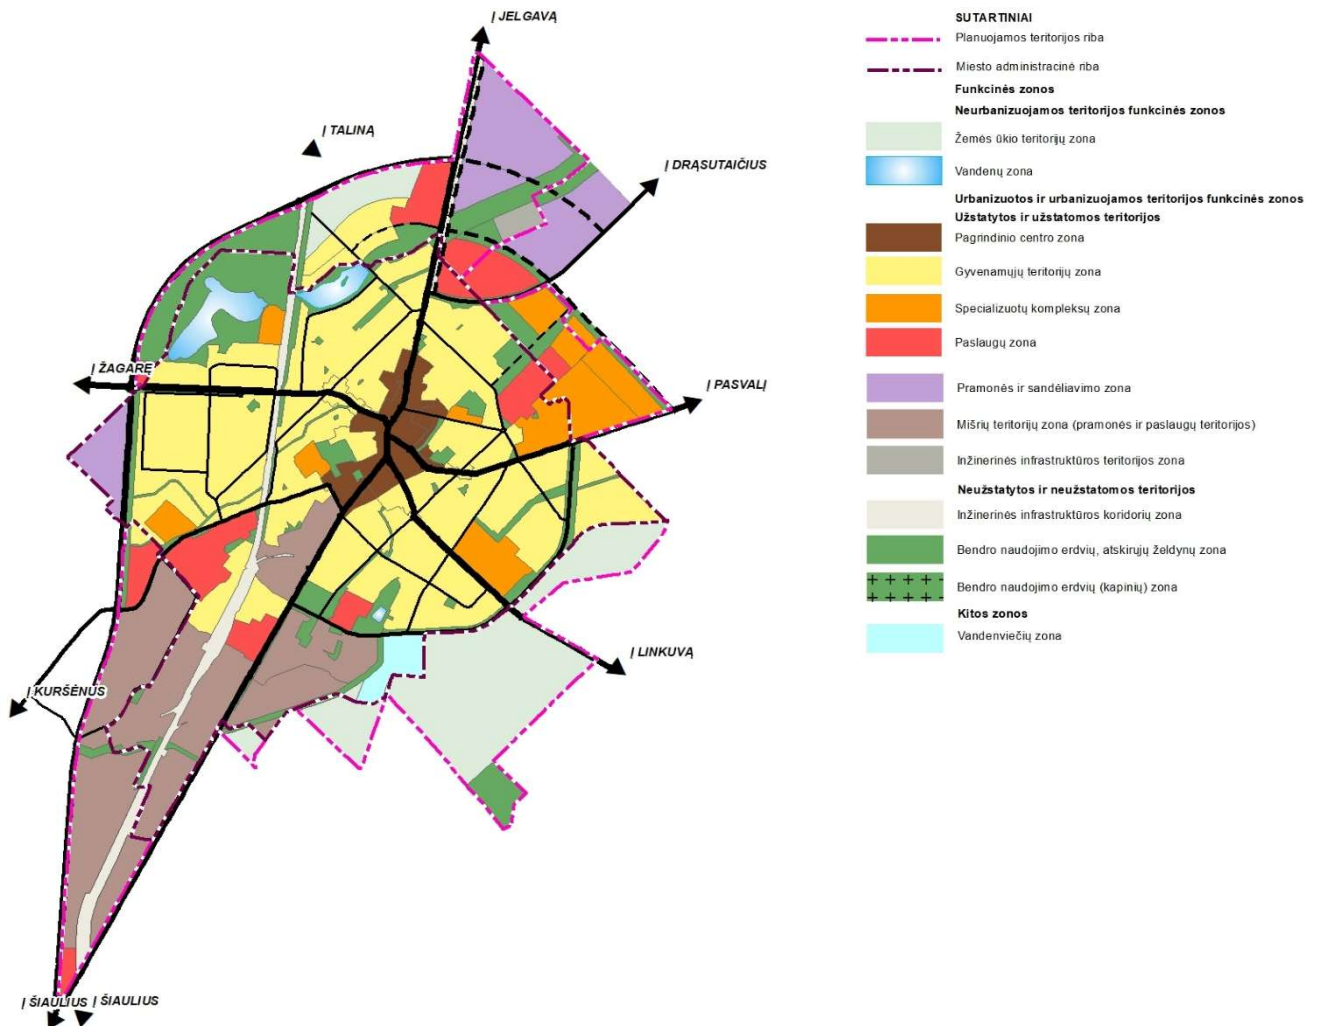 Į JELGAVĄ
Į TALINĄ
Į DRĄSUTAIČIUS
Į ŽAGARĘ
Į PASVALĮ
Į LINKUVĄ
Į KURŠĖNUS
Į ŠIAULIUS Į ŠIAULIUS
SUTARTINIAI
Planuojamos teritorijos riba
Miesto administracinė riba
Funkcinės zonos
Neurbanizuojamos teritorijos funkcinės zonos
Žemės ūkio teritorijų zona
Vandenų zona
Urbanizuotos ir urbanizuojamos teritorijos funkcinės zonos
Užstatytos ir užstatomos teritorijos
Pagrindinio centro zona
Gyvenamųjų teritorijų zona
Specializuotų kompleksų zona
Paslaugų zona
Pramonės ir sandėliavimo zona
Mišrių teritorijų zona (pramonės ir paslaugų teritorijos)
Inžinerinės infrastruktūros teritorijos zona
Neužstatytos ir neužstatomos teritorijos
Inžinerinės infrastruktūros koridorių zona
Bendro naudojimo erdvių, atskirųjų želdynų zona
Bendro naudojimo erdvių (kapinių) zona
Kitos zonos
Vandenviečių zona